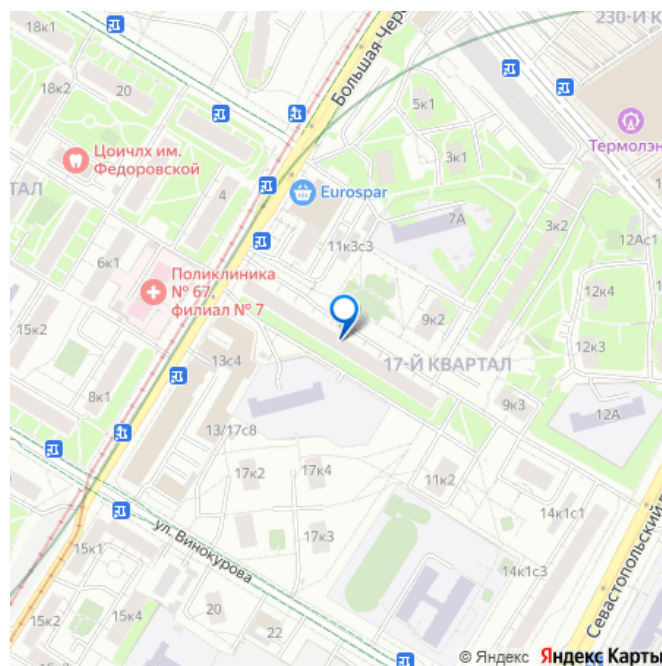 18к1
230-Й К
20
18к2
Большая Чер
5к1
Термолэн
Цоичлх им.
Федоровской
3к1
ТАЛ
4
Eurospar
7А
3к2
12Ас1
11к3с3
6к1
Поликлиника
№ 67,
филиал № 7
12к4
15к2
9к2
12к3
13с4
17-Й КВАРТАЛ
8к1
9к3
12А
13/17с8
17к2
17к4
11к2
14к1с1
ул. Винокурова
17к3
15к1
14к1с3
Севастопольский
15к2
15к4
20
22
© Яндекс Яндекс Карты